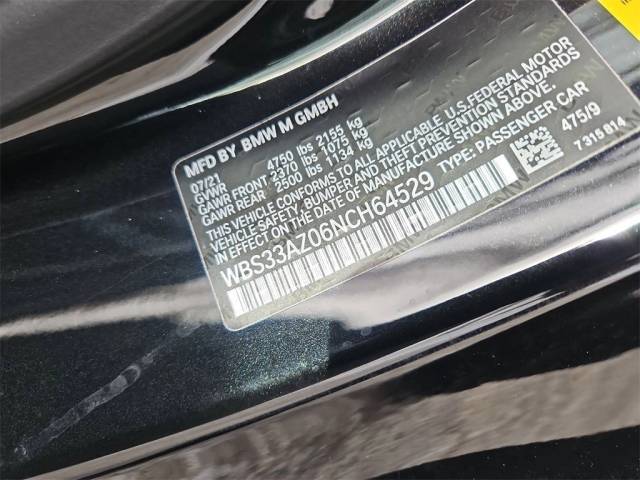 MFD BY BMW M GMBH
07/21
GVWR 4750 lbs 2155 kg
GAWR FRONT 2370 lbs 1075 kg
GAWR REAR 2500 lbs 1134 kg
THIS VEHICLE CONFORMS TO ALL APPLICABLE U.S. FEDERAL MOTOR
VEHICLE SAFETY, BUMPER, AND THEFT PREVENTION STANDARDS
IN EFFECT ON THE DATE OF MANUFACTURE SHOWN ABOVE.
WBS33AZ06NCH64529 TYPE: PASSENGER CAR
475/9
T 315 814